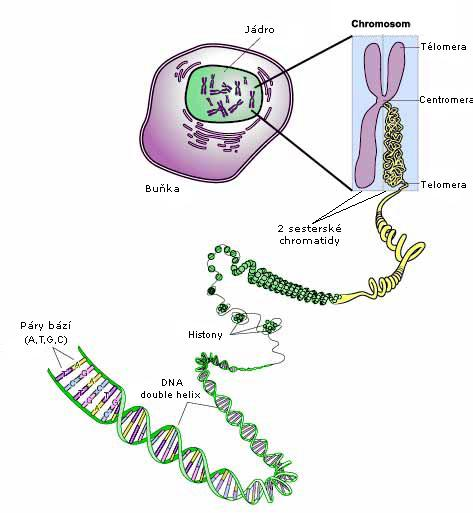 Chromosom
Jádro
Télomera
Centromera
Buňka
Telomera
2 sesterské
chromatidy
Páry bází
(A,T,G,C)
Histony
DNA
double helix